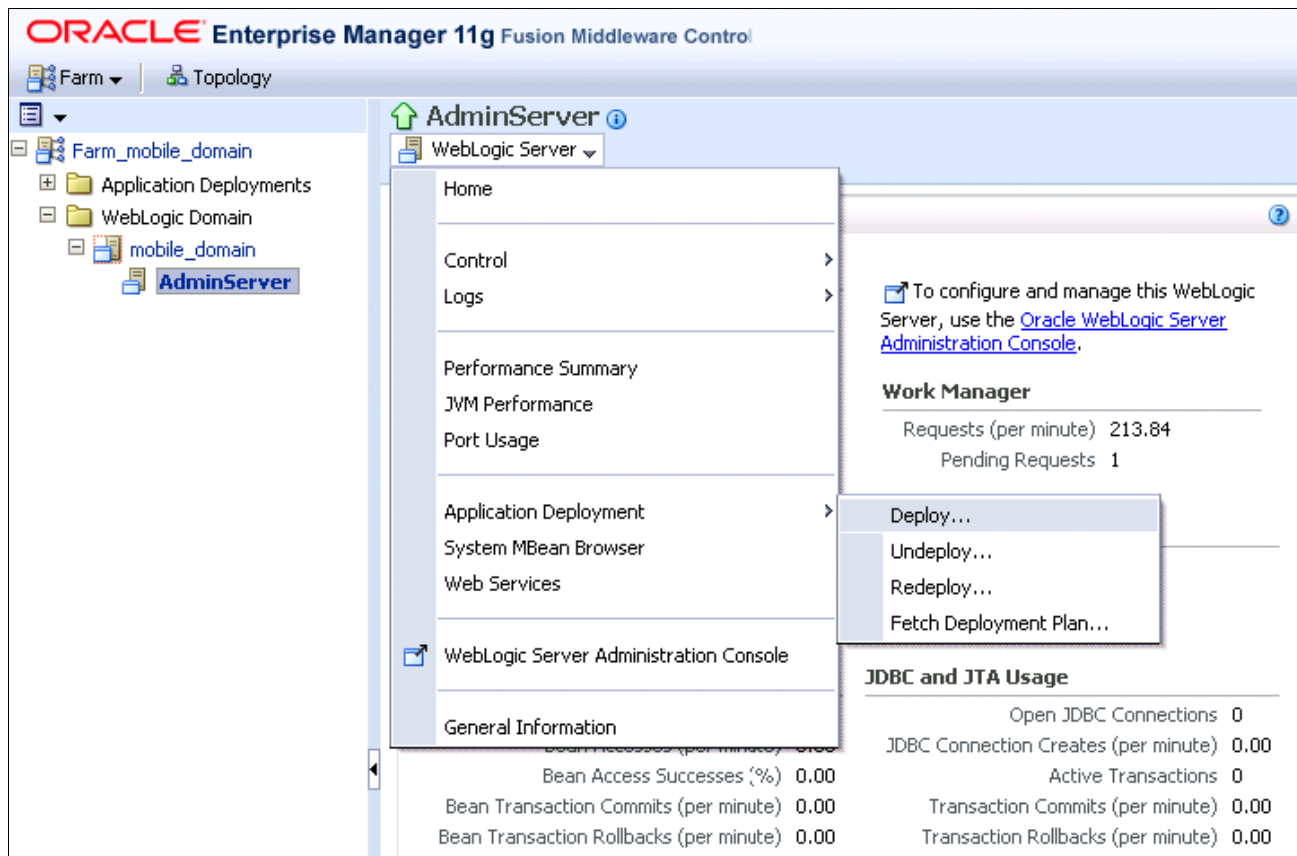 ORACLE Enterprise Manager 11g Fusion Middleware Control
Farm
Topology
AdminServer
WebLogic Server
Farm_mobile_domain
Application Deployments
WebLogic Domain
mobile_domain
AdminServer
Home
Control
Logs
Performance Summary
JVM Performance
Port Usage
Application Deployment
System MBean Browser
Web Services
WebLogic Server Administration Console
General Information
Deploy...
Undeploy...
Redeploy...
Fetch Deployment Plan...
To configure and manage this WebLogic
Server, use the Oracle WebLogic Server
Administration Console.
Work Manager
Requests (per minute) 213.84
Pending Requests 1
JDBC and JTA Usage
Open JDBC Connections 0
JDBC Connection Creates (per minute) 0.00
Active Transactions 0
Transaction Commits (per minute) 0.00
Transaction Rollbacks (per minute) 0.00
Bean Access Successes (%) 0.00
Bean Transaction Commits (per minute) 0.00
Bean Transaction Rollbacks (per minute) 0.00